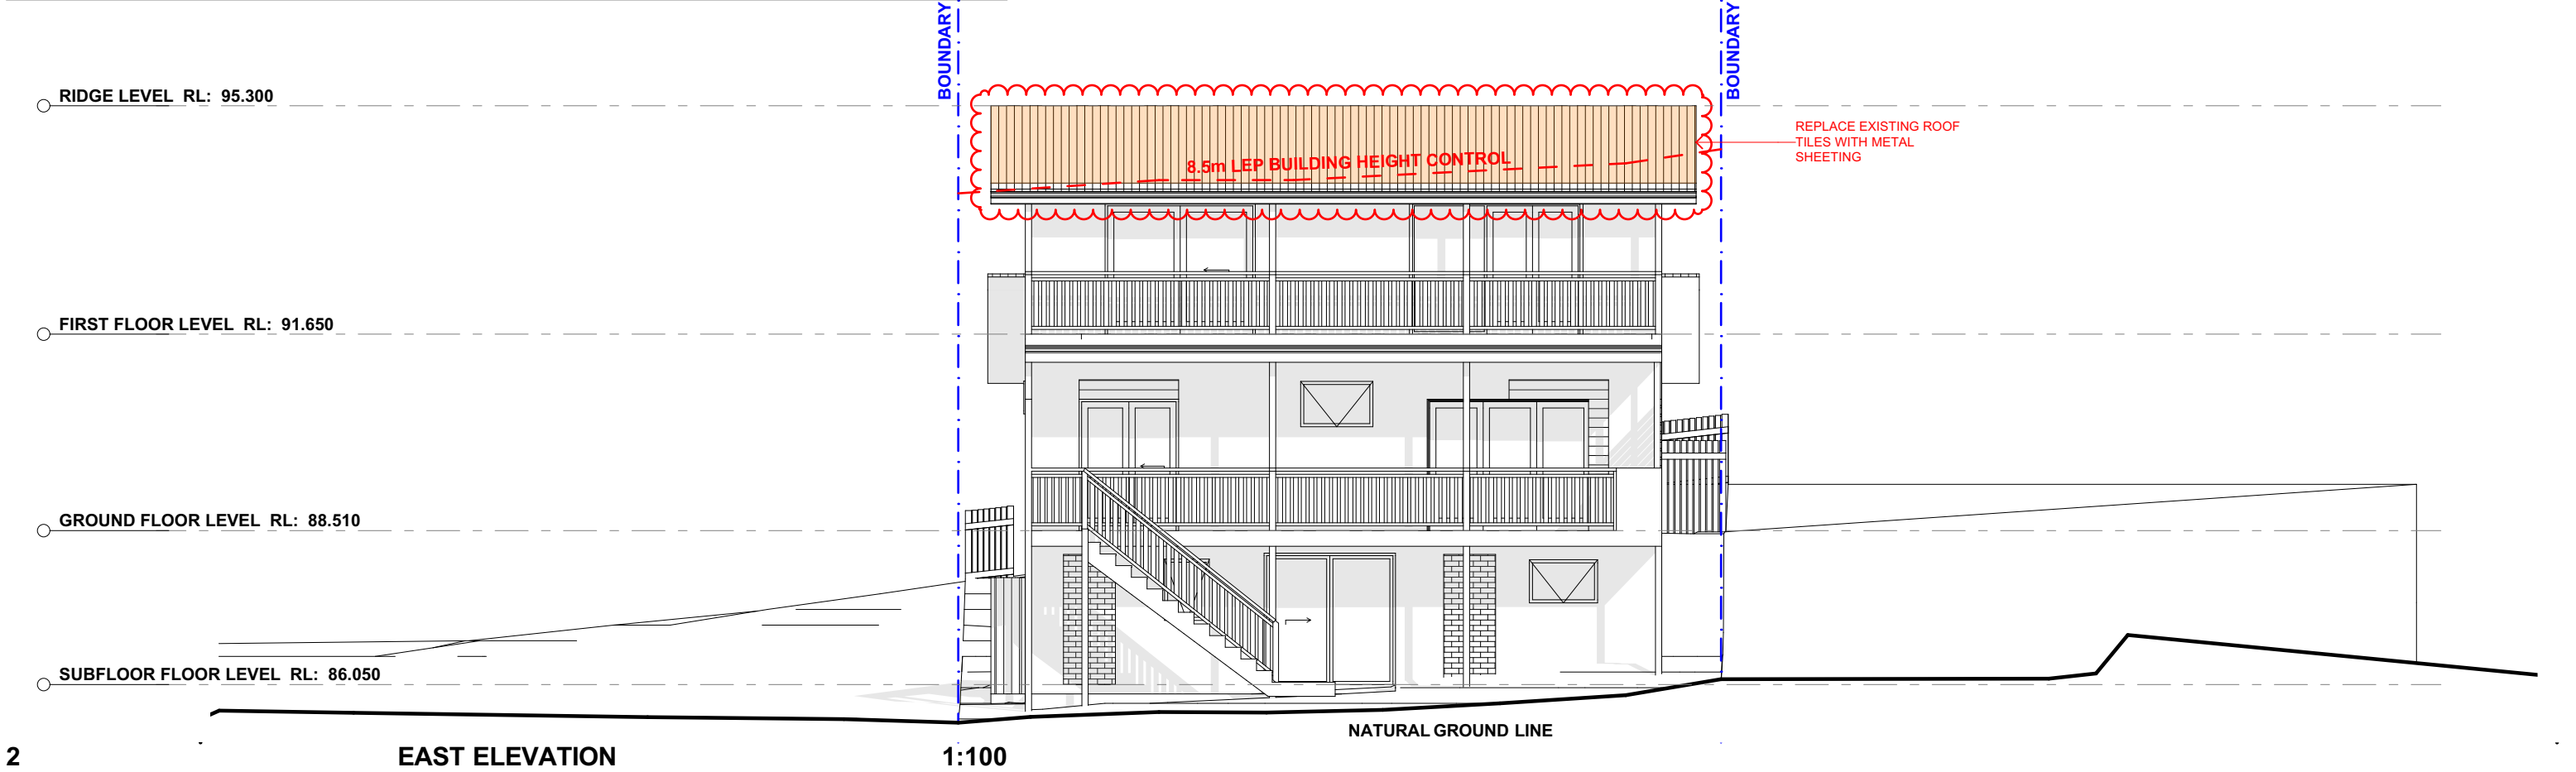 BOUNDARY
BOUNDARY
RIDGE LEVEL RL: 95.300
REPLACE EXISTING ROOF
TILES WITH METAL
SHEETING
8.5m LEP BUILDING HEIGHT CONTROL
FIRST FLOOR LEVEL RL: 91.650
GROUND FLOOR LEVEL RL: 88.510
SUBFLOOR FLOOR LEVEL RL: 86.050
NATURAL GROUND LINE
2 EAST ELEVATION 1:100